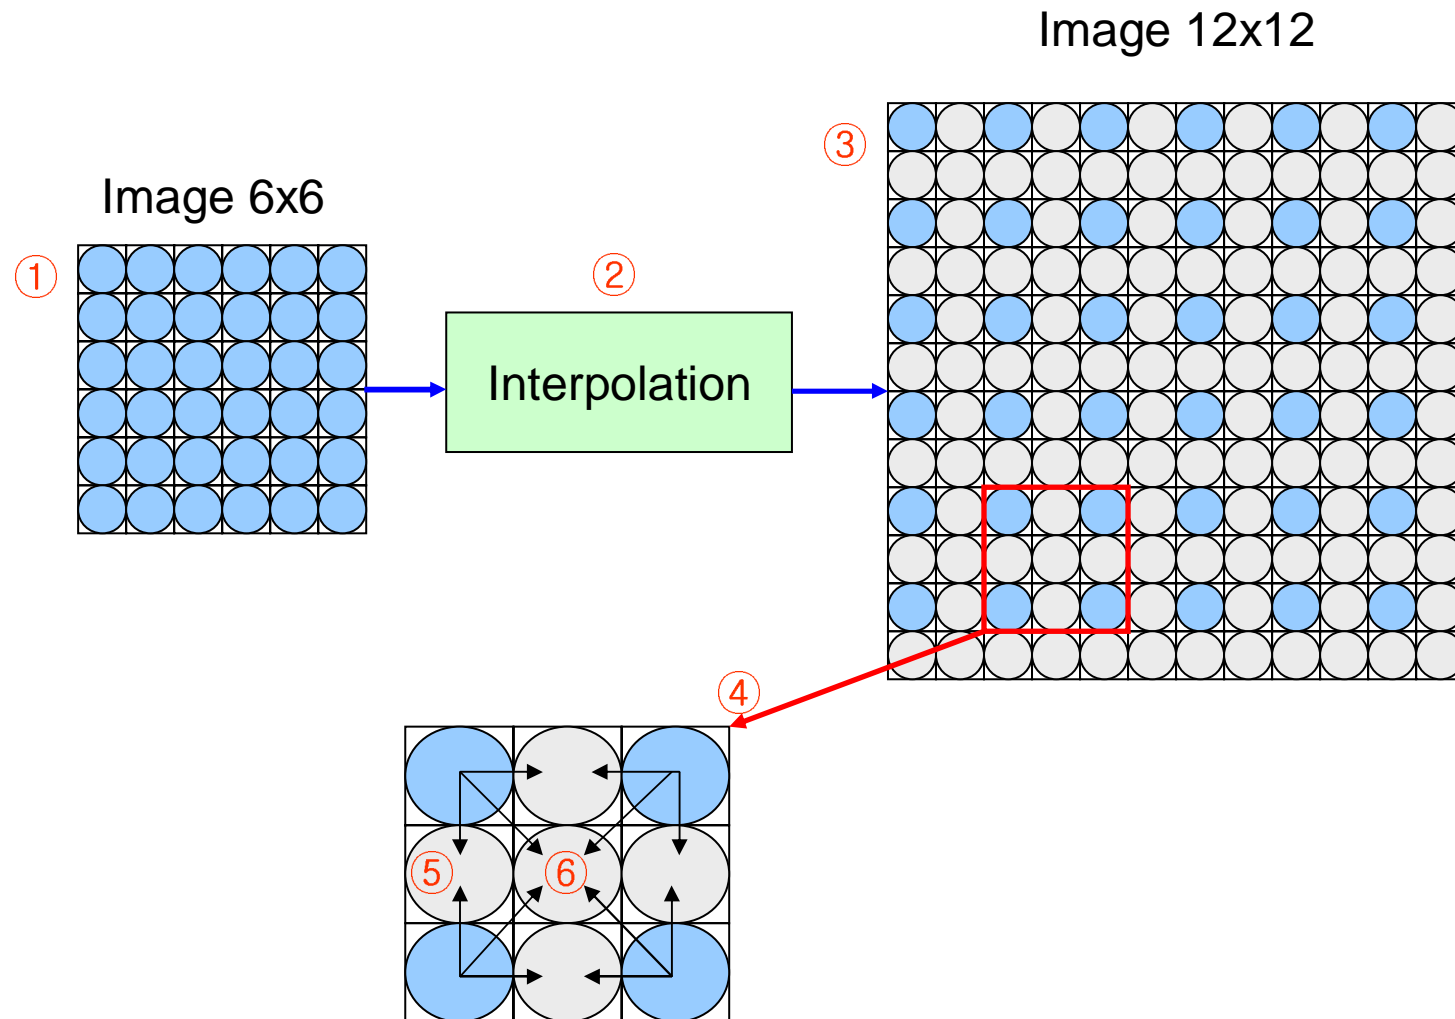 Image 12x12
③
Image 6x6
①
②
Interpolation
④
⑤ ⑥